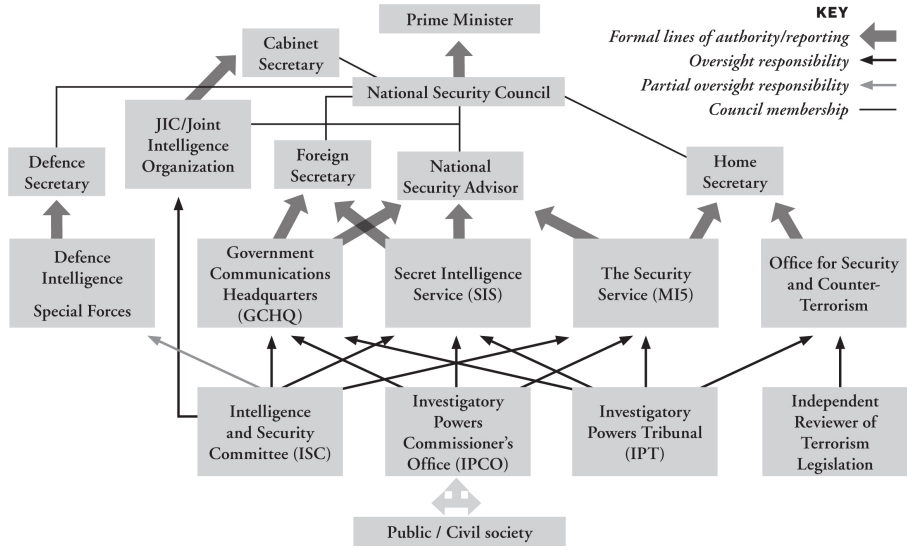 Prime Minister
KEY
Formal lines of authority/reporting
Oversight responsibility
Partial oversight responsibility
Council membership
Cabinet
Secretary
National Security Council
JIC/Joint
Intelligence
Organization
Defence
Secretary
Foreign
Secretary
National
Security Advisor
Home
Secretary
Defence
Intelligence
Special Forces
Government
Communications
Headquarters
(GCHQ)
Secret Intelligence
Service (SIS)
The Security
Service (MI5)
Office for Security
and Counter-
Terrorism
Intelligence
and Security
Committee (ISC)
Investigatory
Powers
Commissioner's
Office (IPCO)
Investigatory
Powers Tribunal
(IPT)
Independent
Reviewer of
Terrorism
Legislation
Public / Civil society